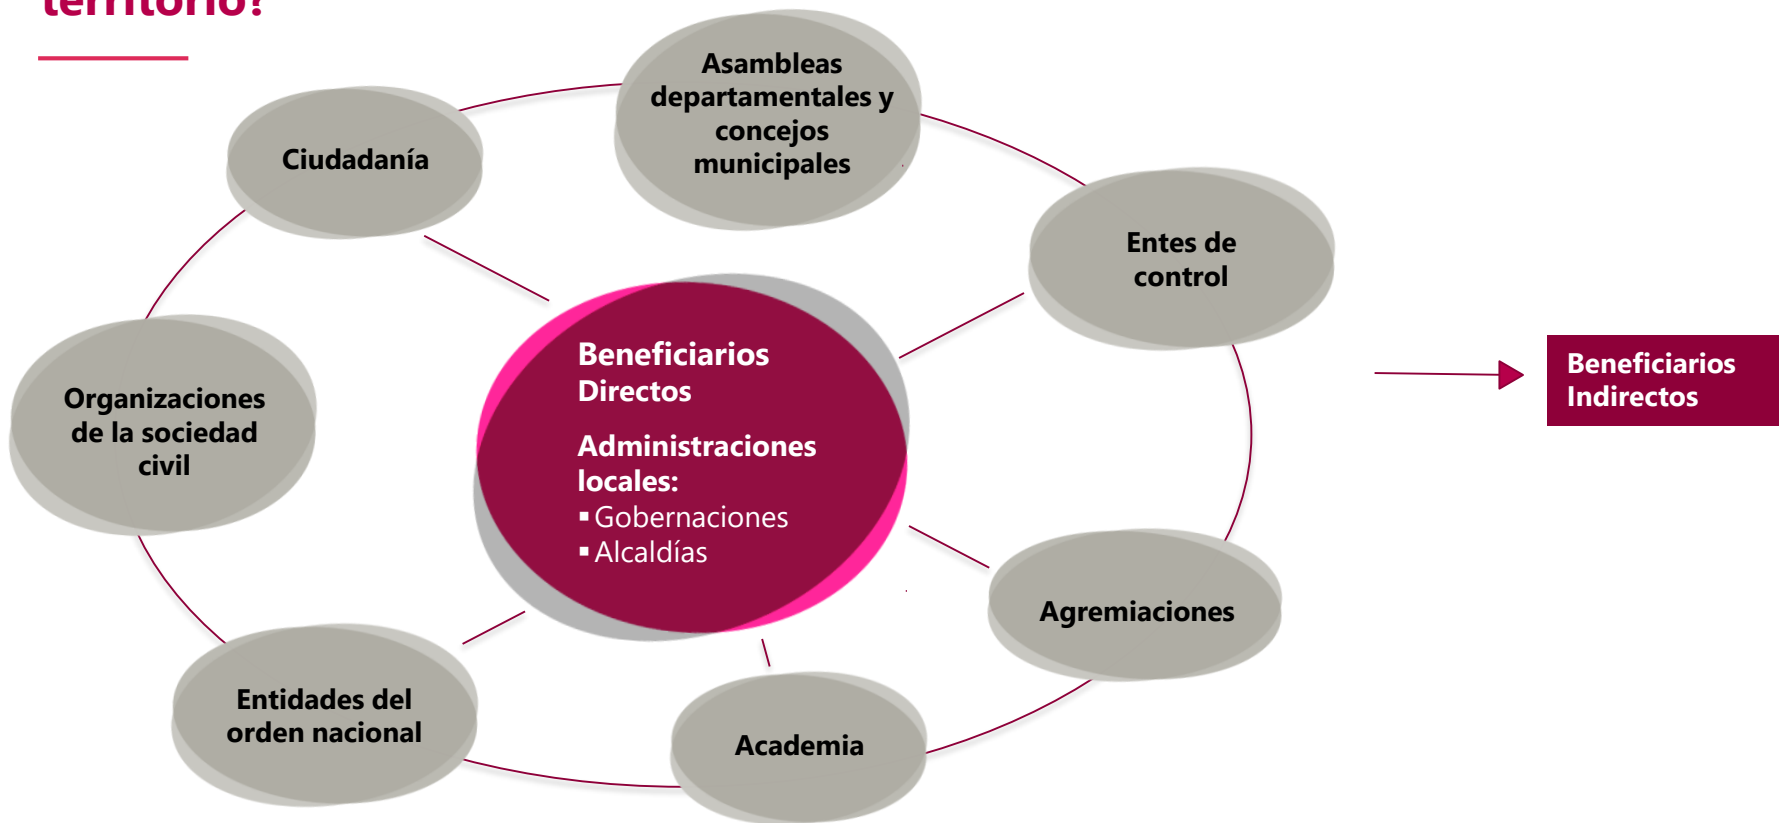 territorio?
Asambleas
departamentales y
concejos
municipales
Ciudadanía
Entes de
control
Beneficiarios
Directos
Administraciones
locales:
▪ Gobernaciones
▪ Alcaldías
Beneficiarios
Indirectos
Organizaciones
de la sociedad
civil
Agremiaciones
Entidades del
orden nacional
Academia